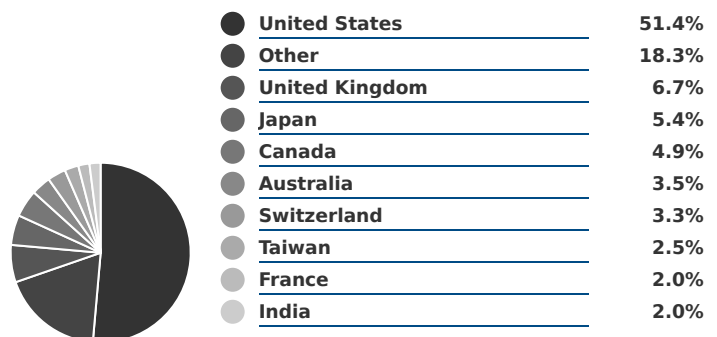 United States 51.4%
Other 18.3%
United Kingdom 6.7%
Japan 5.4%
Canada 4.9%
Australia 3.5%
Switzerland 3.3%
Taiwan 2.5%
France 2.0%
India 2.0%